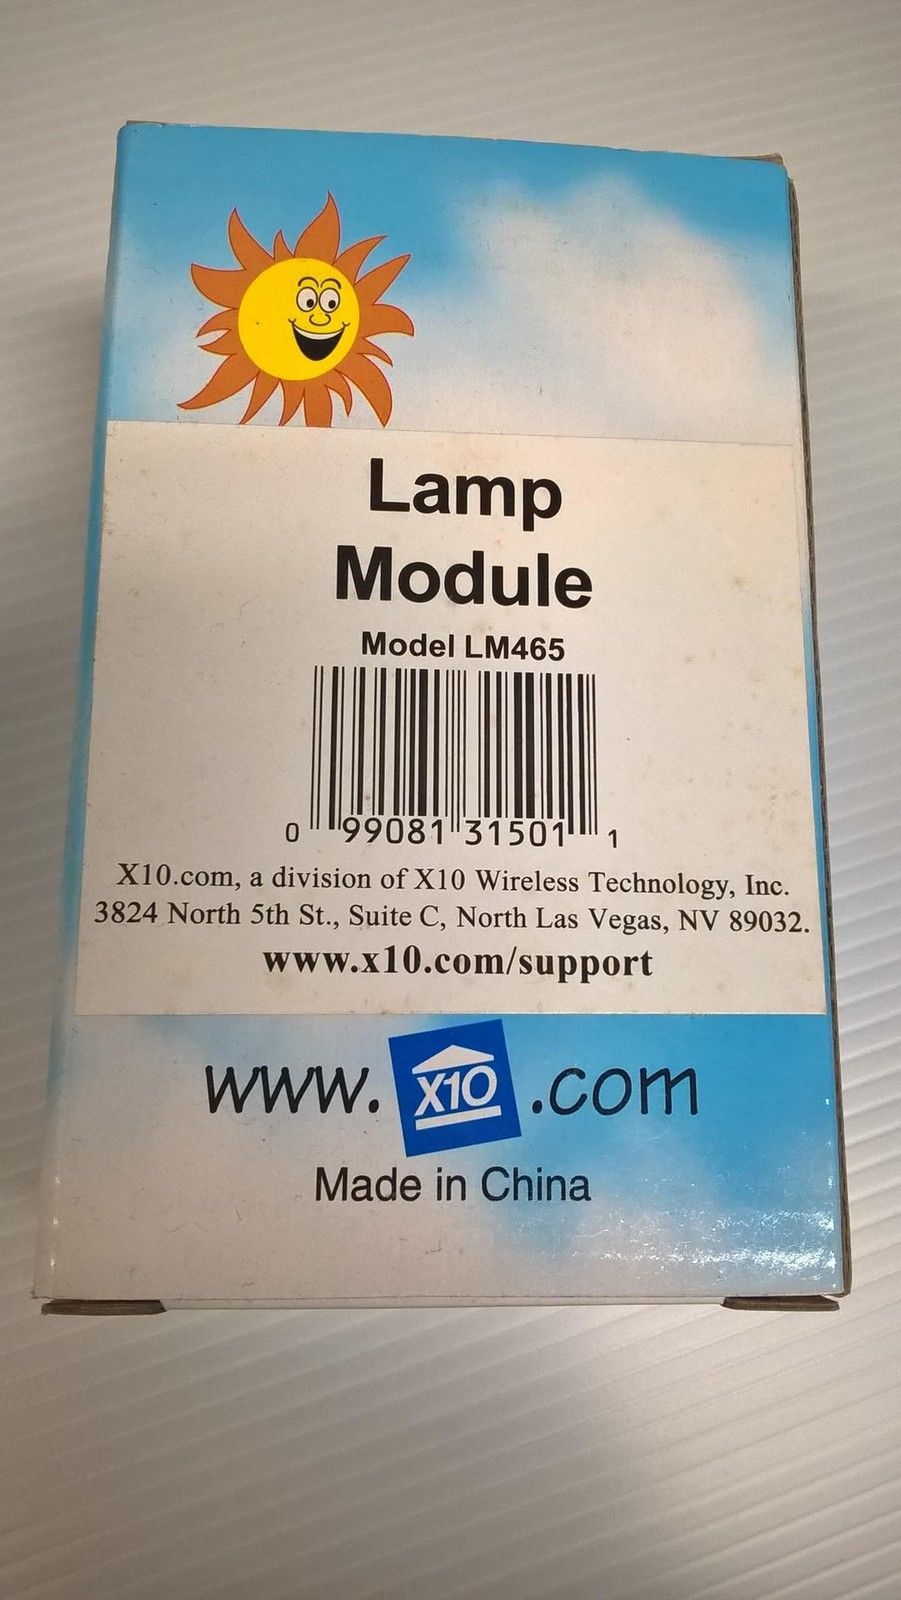 Lamp
Module
Model LM465
0 99081 31501 1
X10.com, a division of X10 Wireless Technology, Inc.
3824 North 5th St., Suite C, North Las Vegas, NV 89032.
www.x10.com/support
www.X10.com
Made in China